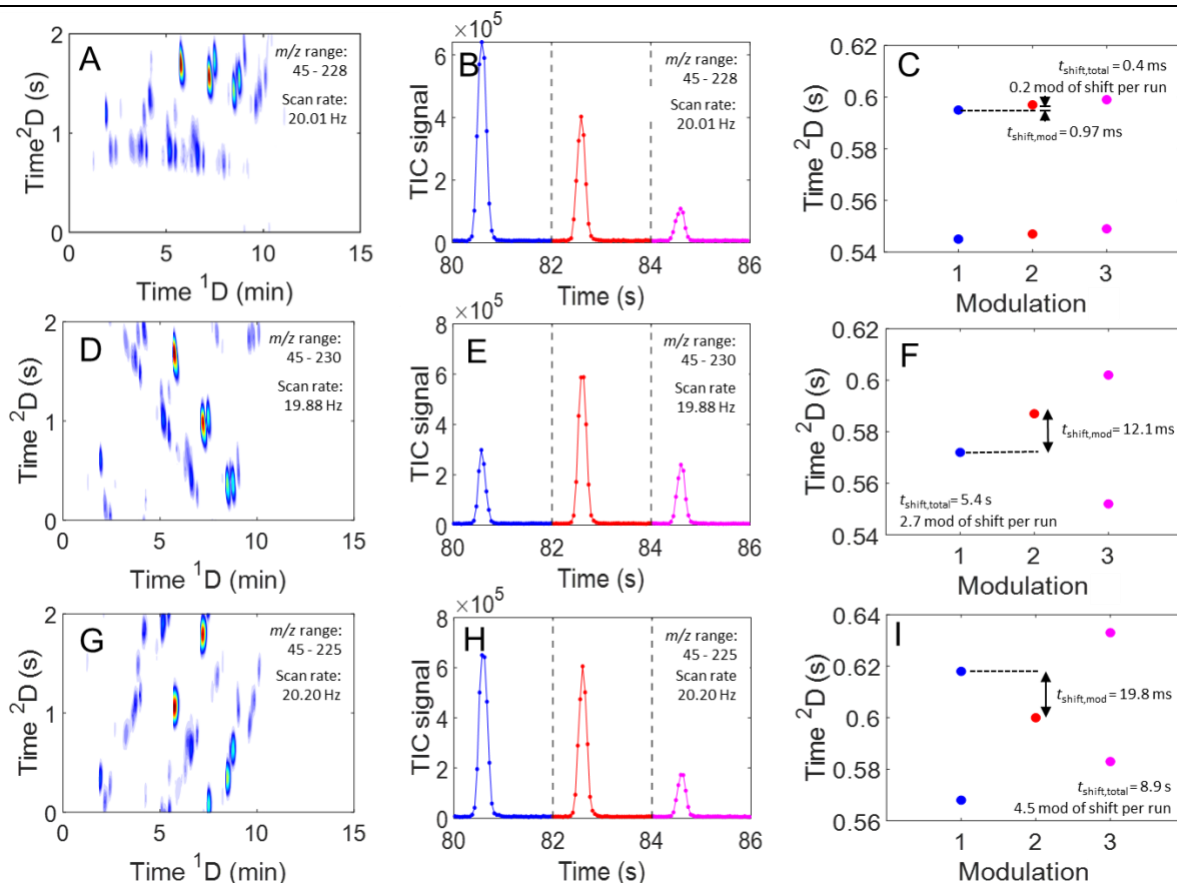 A
m/z range:
45 - 228
Scan rate:
20.01 Hz
2
1
0
Time²D (s)
0 5 10 15
Time ¹D (min)
B
×10⁵
m/z range:
45 - 228
Scan rate:
20.01 Hz
6
4
2
0
TIC signal
80 82 84 86
Time (s)
C
0.62
0.6
0.58
0.56
0.54
Time ²D (s)
t shift,total = 0.4 ms
0.2 mod of shift per run
t shift,mod = 0.97 ms
1 2 3
Modulation
D
m/z range:
45 - 230
Scan rate:
19.88 Hz
2
1
0
Time ²D (s)
0 5 10 15
Time ¹D (min)
E
×10⁵
m/z range:
45 - 230
Scan rate
19.88 Hz
8
6
4
2
0
TIC signal
80 82 84 86
Time (s)
F
0.62
0.6
0.58
0.56
0.54
Time ²D (s)
t shift,mod = 12.1 ms
t shift,total = 5.4 s
2.7 mod of shift per run
1 2 3
Modulation
G
m/z range:
45 - 225
Scan rate:
20.20 Hz
2
1
0
Time ²D (s)
0 5 10 15
Time ¹D (min)
H
×10⁵
m/z range:
45 - 225
Scan rate:
20.20 Hz
8
6
4
2
0
TIC signal
80 82 84 86
Time (s)
I
0.64
0.62
0.6
0.58
0.56
Time ²D (s)
t shift,mod = 19.8 ms
t shift,total = 8.9 s
4.5 mod of shift per run
1 2 3
Modulation